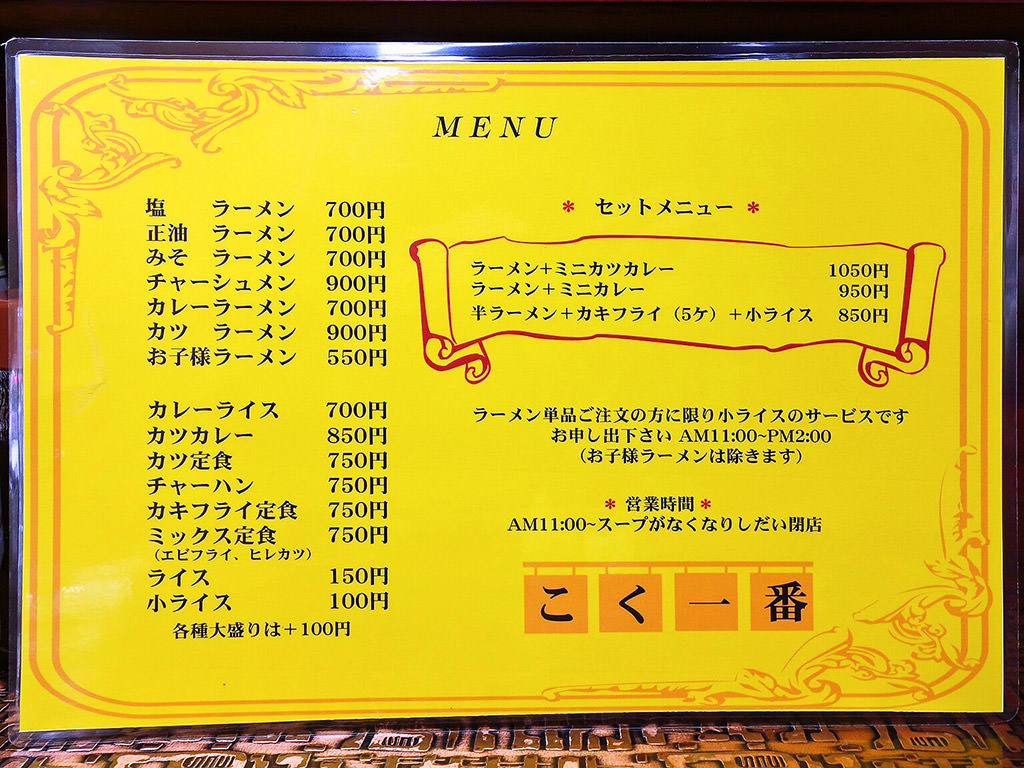 MENU
塩　ラーメン　700円
正油　ラーメン　700円
みそ　ラーメン　700円
チャーシュメン　900円
カレーラーメン　700円
カツ　ラーメン　900円
お子様ラーメン　550円
カレーライス　700円
カツカレー　850円
カツ定食　750円
チャーハン　750円
カキフライ定食　750円
ミックス定食　750円
（エビフライ、ヒレカツ）
ライス　150円
小ライス　100円
各種大盛りは＋100円
＊ セットメニュー ＊
ラーメン＋ミニカツカレー　1050円
ラーメン＋ミニカレー　950円
半ラーメン＋カキフライ（5ケ）＋小ライス　850円
ラーメン単品ご注文の方に限り小ライスのサービスです
お申し出下さい AM11:00~PM2:00
（お子様ラーメンは除きます）
＊ 営業時間 ＊
AM11:00~スープがなくなりしだい閉店
こく一番